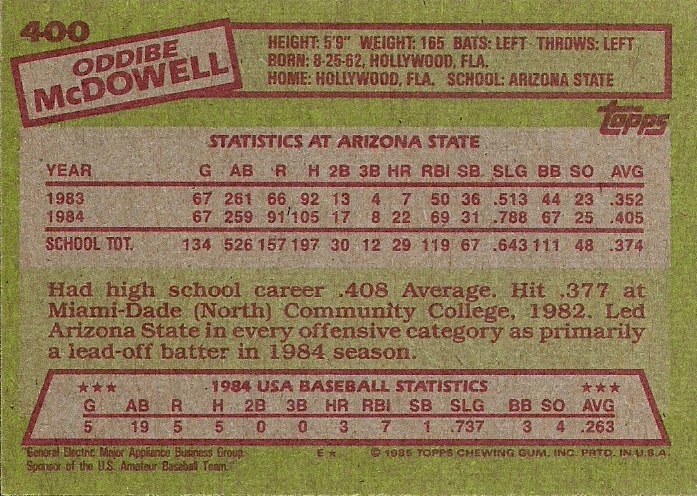 400
ODDIBE
McDOWELL
HEIGHT: 5'9" WEIGHT: 165 BATS: LEFT THROWS: LEFT
BORN: 8-25-62, HOLLYWOOD, FLA.
HOME: HOLLYWOOD, FLA. SCHOOL: ARIZONA STATE
topps
STATISTICS AT ARIZONA STATE
YEAR G AB R H 2B 3B HR RBI SB SLG BB SO AVG
1983 67 261 66 92 13 4 7 50 36 .513 44 23 .352
1984 67 259 91 105 17 8 22 69 31 .788 67 25 .405
SCHOOL TOT. 134 526 157 197 30 12 29 119 67 .643 111 48 .374
Had high school career .408 Average. Hit .377 at
Miami-Dade (North) Community College, 1982. Led
Arizona State in every offensive category as primarily
a lead-off batter in 1984 season.
★★★ 1984 USA BASEBALL STATISTICS ★★★
G AB R H 2B 3B HR RBI SB SLG BB SO AVG
5 19 5 5 0 0 3 7 1 .737 3 4 .263
"General Electric Major Appliance Business Group.
Sponsor of the U.S. Amateur Baseball Team."
© 1985 TOPPS CHEWING GUM, INC. PRTD. IN U.S.A.